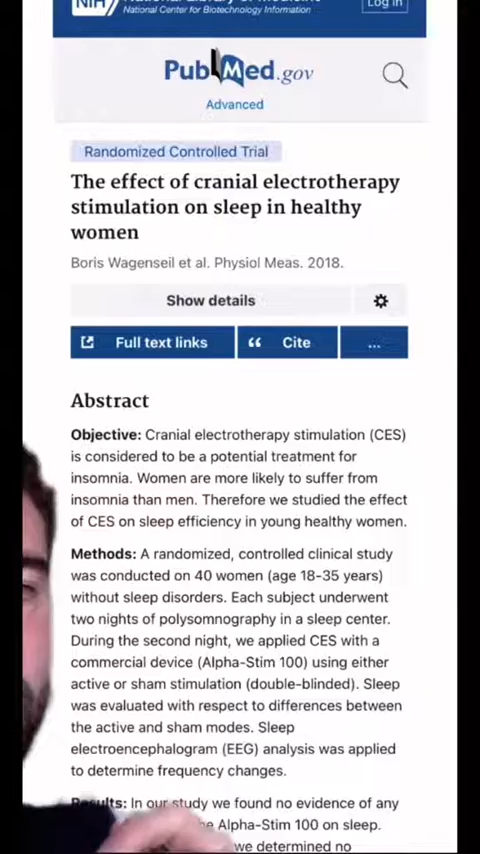 NIH
National Center for Biotechnology Information
Log in
PubMed.gov
Advanced
Randomized Controlled Trial
The effect of cranial electrotherapy
stimulation on sleep in healthy
women
Boris Wagenseil et al. Physiol Meas. 2018.
Show details
Full text links
Cite
...
Abstract
Objective: Cranial electrotherapy stimulation (CES)
is considered to be a potential treatment for
insomnia. Women are more likely to suffer from
insomnia than men. Therefore we studied the effect
of CES on sleep efficiency in young healthy women.
Methods: A randomized, controlled clinical study
was conducted on 40 women (age 18-35 years)
without sleep disorders. Each subject underwent
two nights of polysomnography in a sleep center.
During the second night, we applied CES with a
commercial device (Alpha-Stim 100) using either
active or sham stimulation (double-blinded). Sleep
was evaluated with respect to differences between
the active and sham modes. Sleep
electroencephalogram (EEG) analysis was applied
to determine frequency changes.
Results: In our study we found no evidence of any
Alpha-Stim 100 on sleep.
we determined no